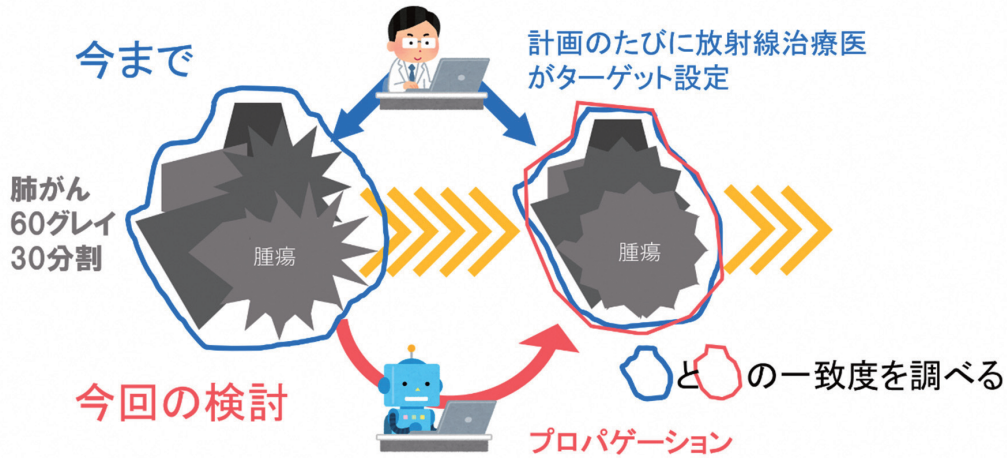 今まで
計画のたびに放射線治療医
がターゲット設定
肺がん
60グレイ
30分割
腫瘍
腫瘍
と の一致度を調べる
今回の検討
プロパゲーション